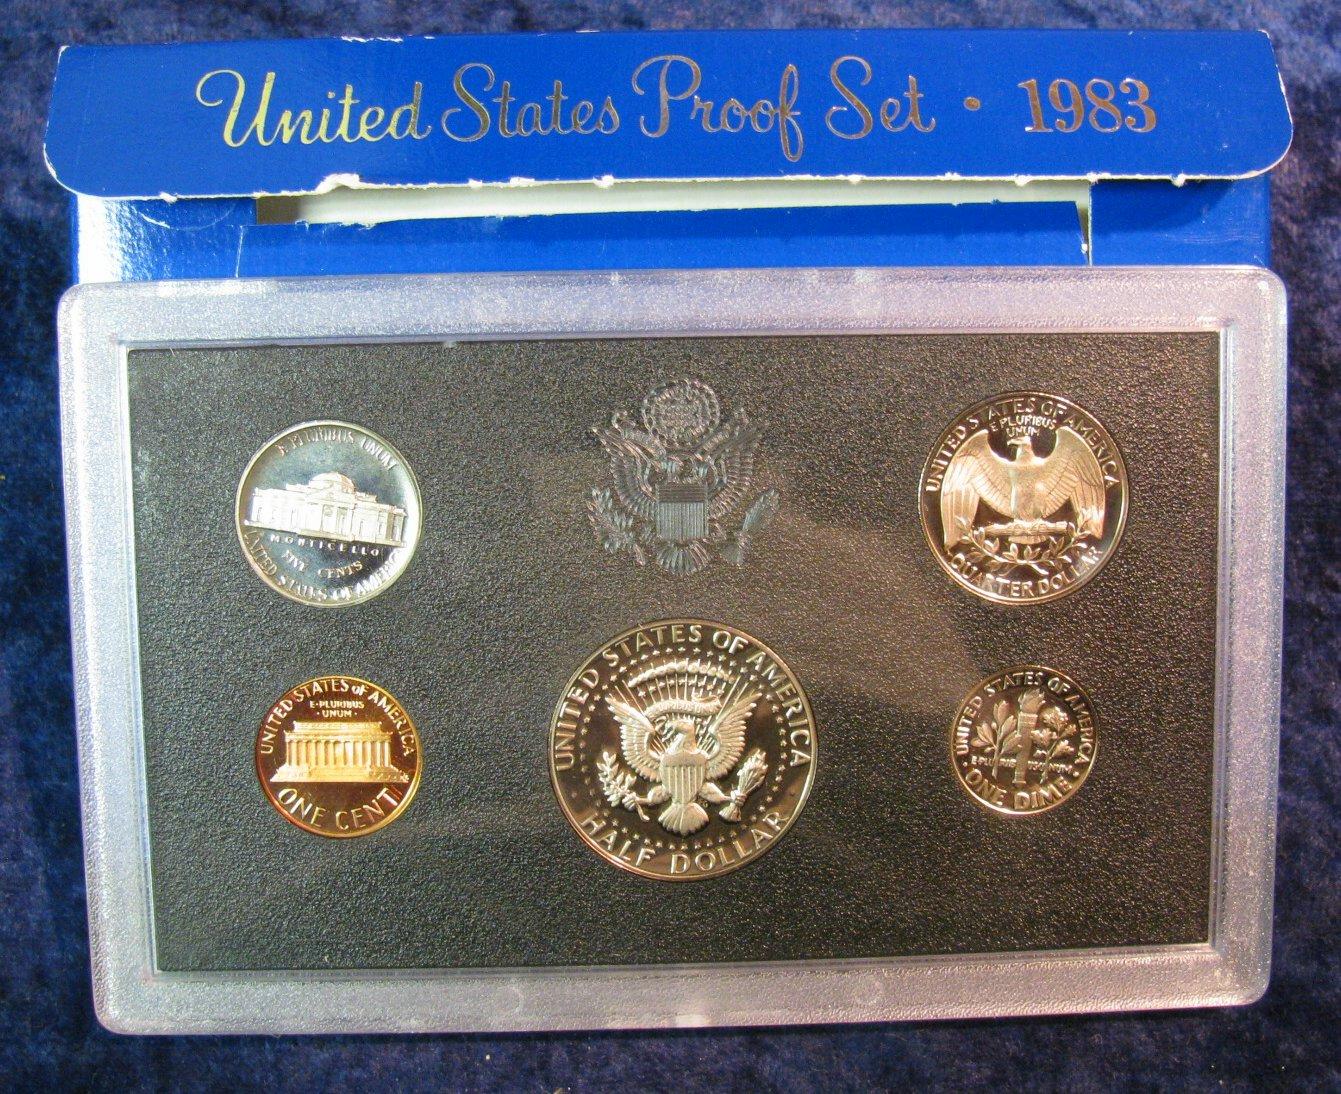 United States Proof Set · 1983
E PLURIBUS UNUM
MONTICELLO
FIVE CENTS
UNITED STATES OF AMERICA
UNITED STATES OF AMERICA
E PLURIBUS
UNUM
QUARTER DOLLAR
UNITED STATES OF AMERICA
E·PLURIBUS
·UNUM·
ONE CENT
UNITED STATES OF AMERICA
HALF DOLLAR
UNITED STATES OF AMERICA
ONE DIME